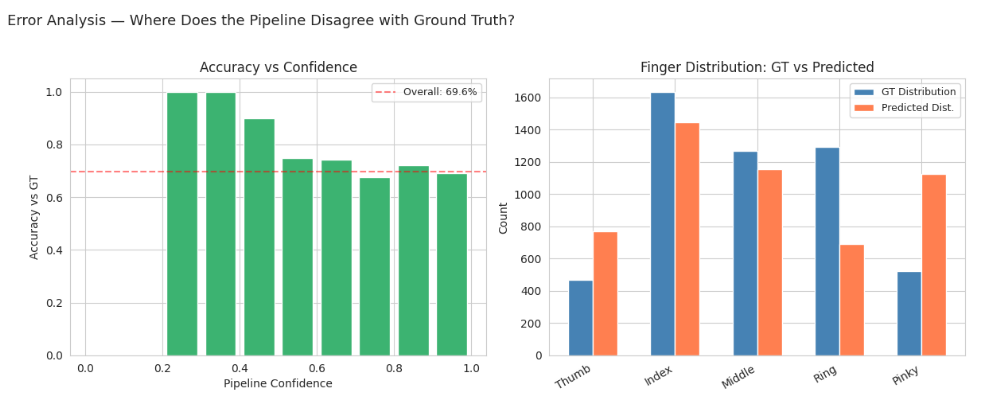 Error Analysis — Where Does the Pipeline Disagree with Ground Truth?
Accuracy vs Confidence
Overall: 69.6%
1.0
0.8
0.6
0.4
0.2
0.0
Accuracy vs GT
0.0 0.2 0.4 0.6 0.8 1.0
Pipeline Confidence
Finger Distribution: GT vs Predicted
GT Distribution
Predicted Dist.
1600
1400
1200
1000
800
600
400
200
0
Count
Thumb Index Middle Ring Pinky